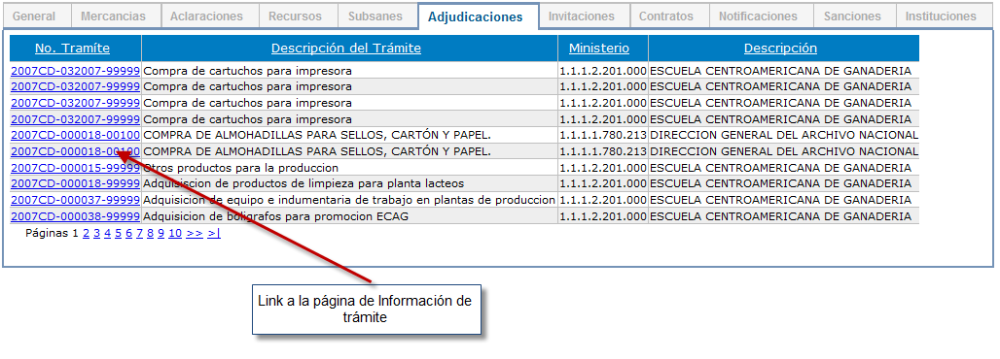 General Mercancias Aclaraciones Recursos Subsanes Adjudicaciones Invitaciones Contratos Notificaciones Sanciones Instituciones
No. Tramíte Descripción del Trámite Ministerio Descripción
2007CD-032007-99999 Compra de cartuchos para impresora 1.1.1.2.201.000 ESCUELA CENTROAMERICANA DE GANADERIA
2007CD-032007-99999 Compra de cartuchos para impresora 1.1.1.2.201.000 ESCUELA CENTROAMERICANA DE GANADERIA
2007CD-032007-99999 Compra de cartuchos para impresora 1.1.1.2.201.000 ESCUELA CENTROAMERICANA DE GANADERIA
2007CD-032007-99999 Compra de cartuchos para impresora 1.1.1.2.201.000 ESCUELA CENTROAMERICANA DE GANADERIA
2007CD-000018-00100 COMPRA DE ALMOHADILLAS PARA SELLOS, CARTÓN Y PAPEL. 1.1.1.1.780.213 DIRECCION GENERAL DEL ARCHIVO NACIONAL
2007CD-000018-00100 COMPRA DE ALMOHADILLAS PARA SELLOS, CARTÓN Y PAPEL. 1.1.1.1.780.213 DIRECCION GENERAL DEL ARCHIVO NACIONAL
2007CD-000015-99999 Otros productos para la produccion 1.1.1.2.201.000 ESCUELA CENTROAMERICANA DE GANADERIA
2007CD-000018-99999 Adquisiscion de productos de limpieza para planta lacteos 1.1.1.2.201.000 ESCUELA CENTROAMERICANA DE GANADERIA
2007CD-000037-99999 Adquisicion de equipo e indumentaria de trabajo en plantas de produccion 1.1.1.2.201.000 ESCUELA CENTROAMERICANA DE GANADERIA
2007CD-000038-99999 Adquisicion de boligrafos para promocion ECAG 1.1.1.2.201.000 ESCUELA CENTROAMERICANA DE GANADERIA
Páginas 1 2 3 4 5 6 7 8 9 10 >> >|
Link a la página de Información de
trámite